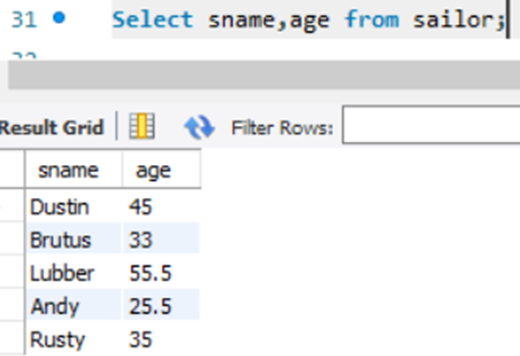 31 Select sname,age from sailor;
Result Grid Filter Rows:
sname age
Dustin 45
Brutus 33
Lubber 55.5
Andy 25.5
Rusty 35